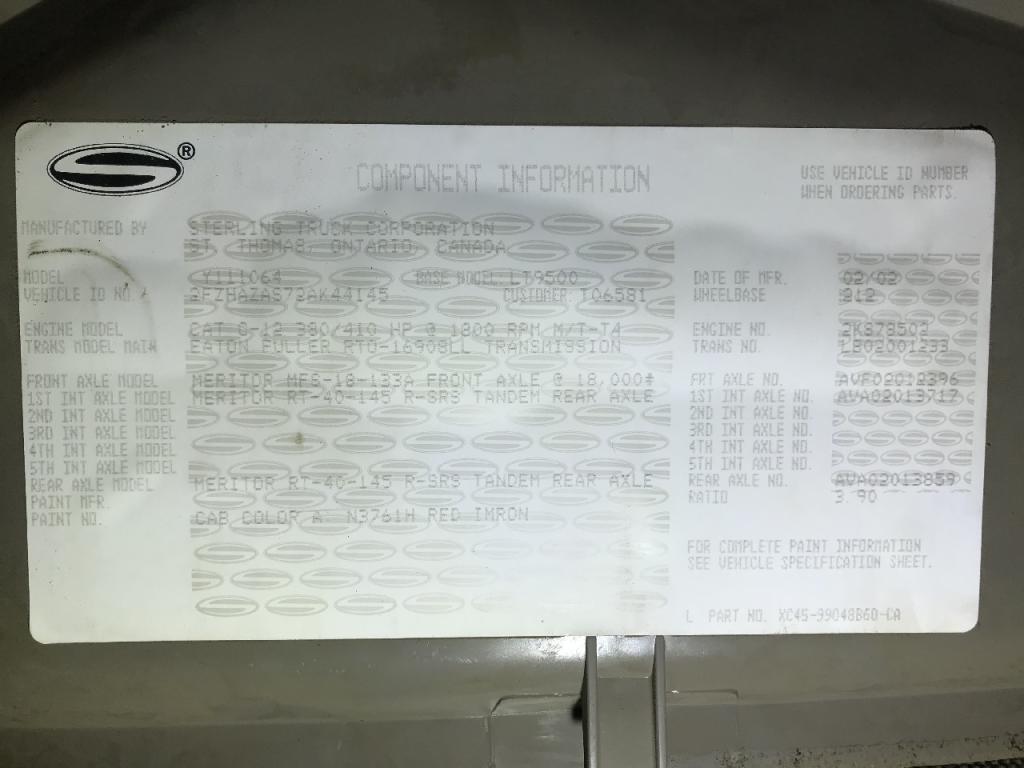 ®
COMPONENT INFORMATION
USE VEHICLE ID NUMBER
WHEN ORDERING PARTS.
MANUFACTURED BY STERLING TRUCK CORPORATION
ST. THOMAS, ONTARIO, CANADA
MODEL Y111064 BASE MODEL: LT9500 DATE OF MFR. 02/02
VEHICLE ID NO. 2FZHAZAS72AK44145 CUSTOMER: T06581 WHEELBASE 212
ENGINE MODEL CAT C-12 380/410 HP @ 1800 RPM M/T-T4 ENGINE NO. 2KS78503
TRANS MODEL MAIN EATON FULLER RTO-16908LL TRANSMISSION TRANS NO. LB02001233
FRONT AXLE MODEL MERITOR MFS-18-133A FRONT AXLE @ 18,000# FRT AXLE NO. AVF02012396
1ST INT AXLE MODEL MERITOR RT-40-145 R-SRS TANDEM REAR AXLE 1ST INT AXLE NO. AVA02013717
2ND INT AXLE MODEL 2ND INT AXLE NO.
3RD INT AXLE MODEL 3RD INT AXLE NO.
4TH INT AXLE MODEL 4TH INT AXLE NO.
5TH INT AXLE MODEL 5TH INT AXLE NO.
REAR AXLE MODEL MERITOR RT-40-145 R-SRS TANDEM REAR AXLE REAR AXLE NO. AVA02013859
PAINT MFR. RATIO 3.90
PAINT NO. CAB COLOR A: N3761H RED IMRON
FOR COMPLETE PAINT INFORMATION
SEE VEHICLE SPECIFICATION SHEET.
L PART NO. XC45-99048B60-CA